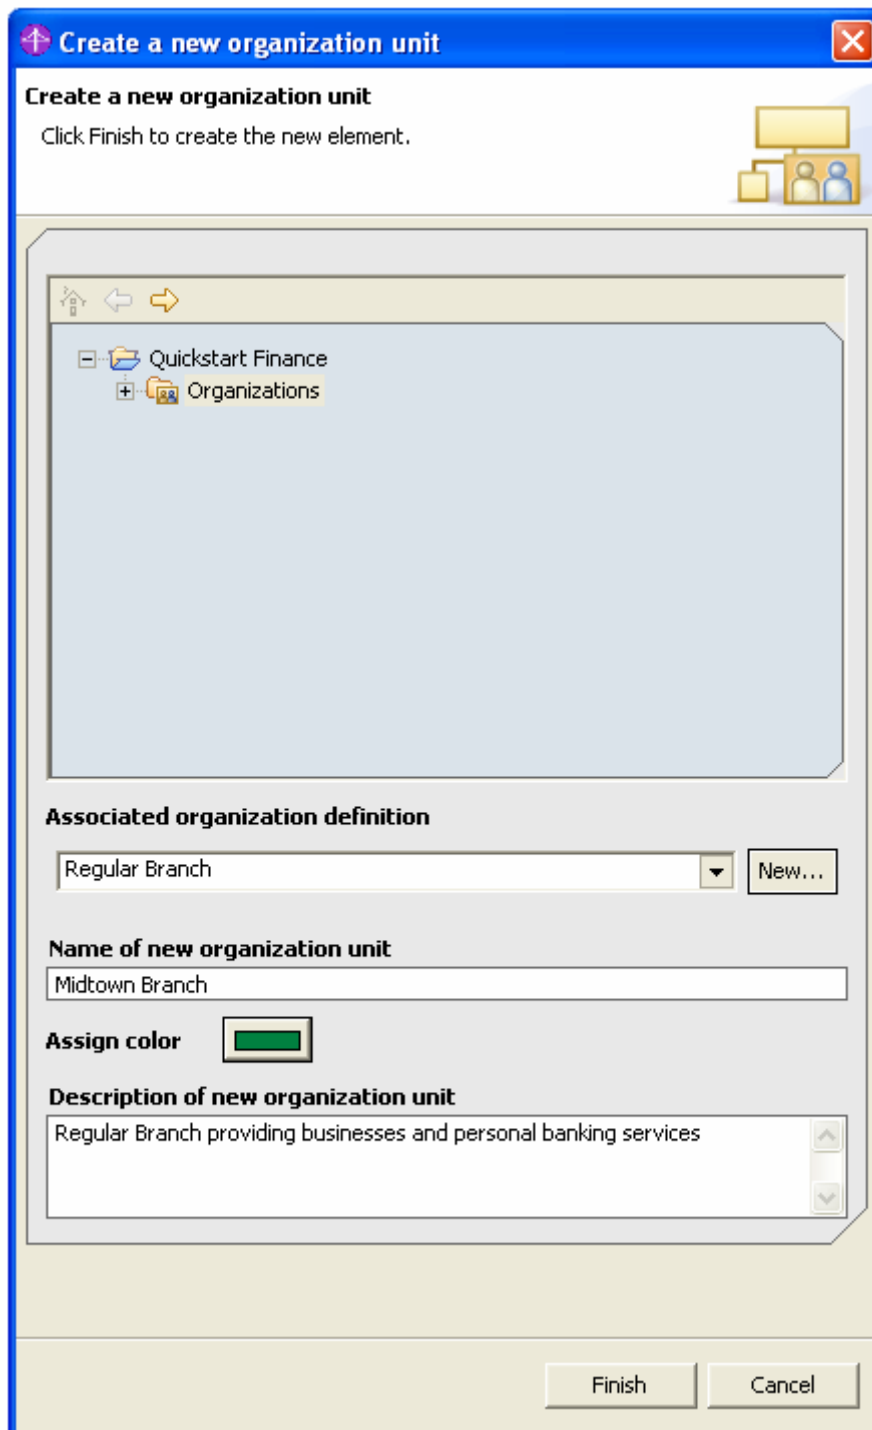 Create a new organization unit
Create a new organization unit
Click Finish to create the new element.
Quickstart Finance
Organizations
Associated organization definition
Regular Branch
New...
Name of new organization unit
Midtown Branch
Assign color
Description of new organization unit
Regular Branch providing businesses and personal banking services
Finish
Cancel